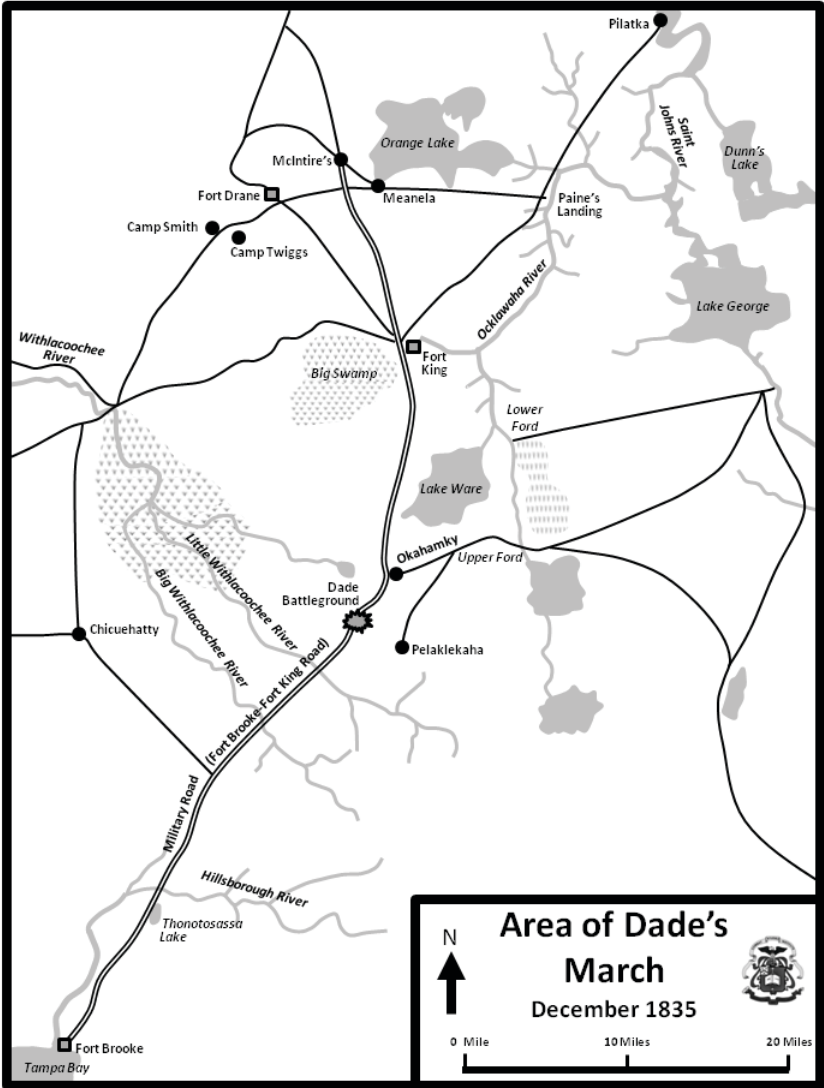 Pilatka
Orange Lake
Saint
Johns River
Dunn's
Lake
McIntire's
Fort Drane
Meanela
Paine's
Landing
Camp Smith
Camp Twiggs
Ocklawaha River
Lake George
Withlacoochee
River
Big Swamp
Fort
King
Lower
Ford
Lake Ware
Okahamky
Upper Ford
Little Withlacoochee River
Big Withlacoochee River
Dade
Battleground
Chicuehatty
Pelaklekaha
(Fort Brooke-Fort King Road)
Military Road
Hillsborough River
Thonotosassa
Lake
Fort Brooke
Tampa Bay
N
Area of Dade's
March
December 1835
0 Mile 10 Miles 20 Miles